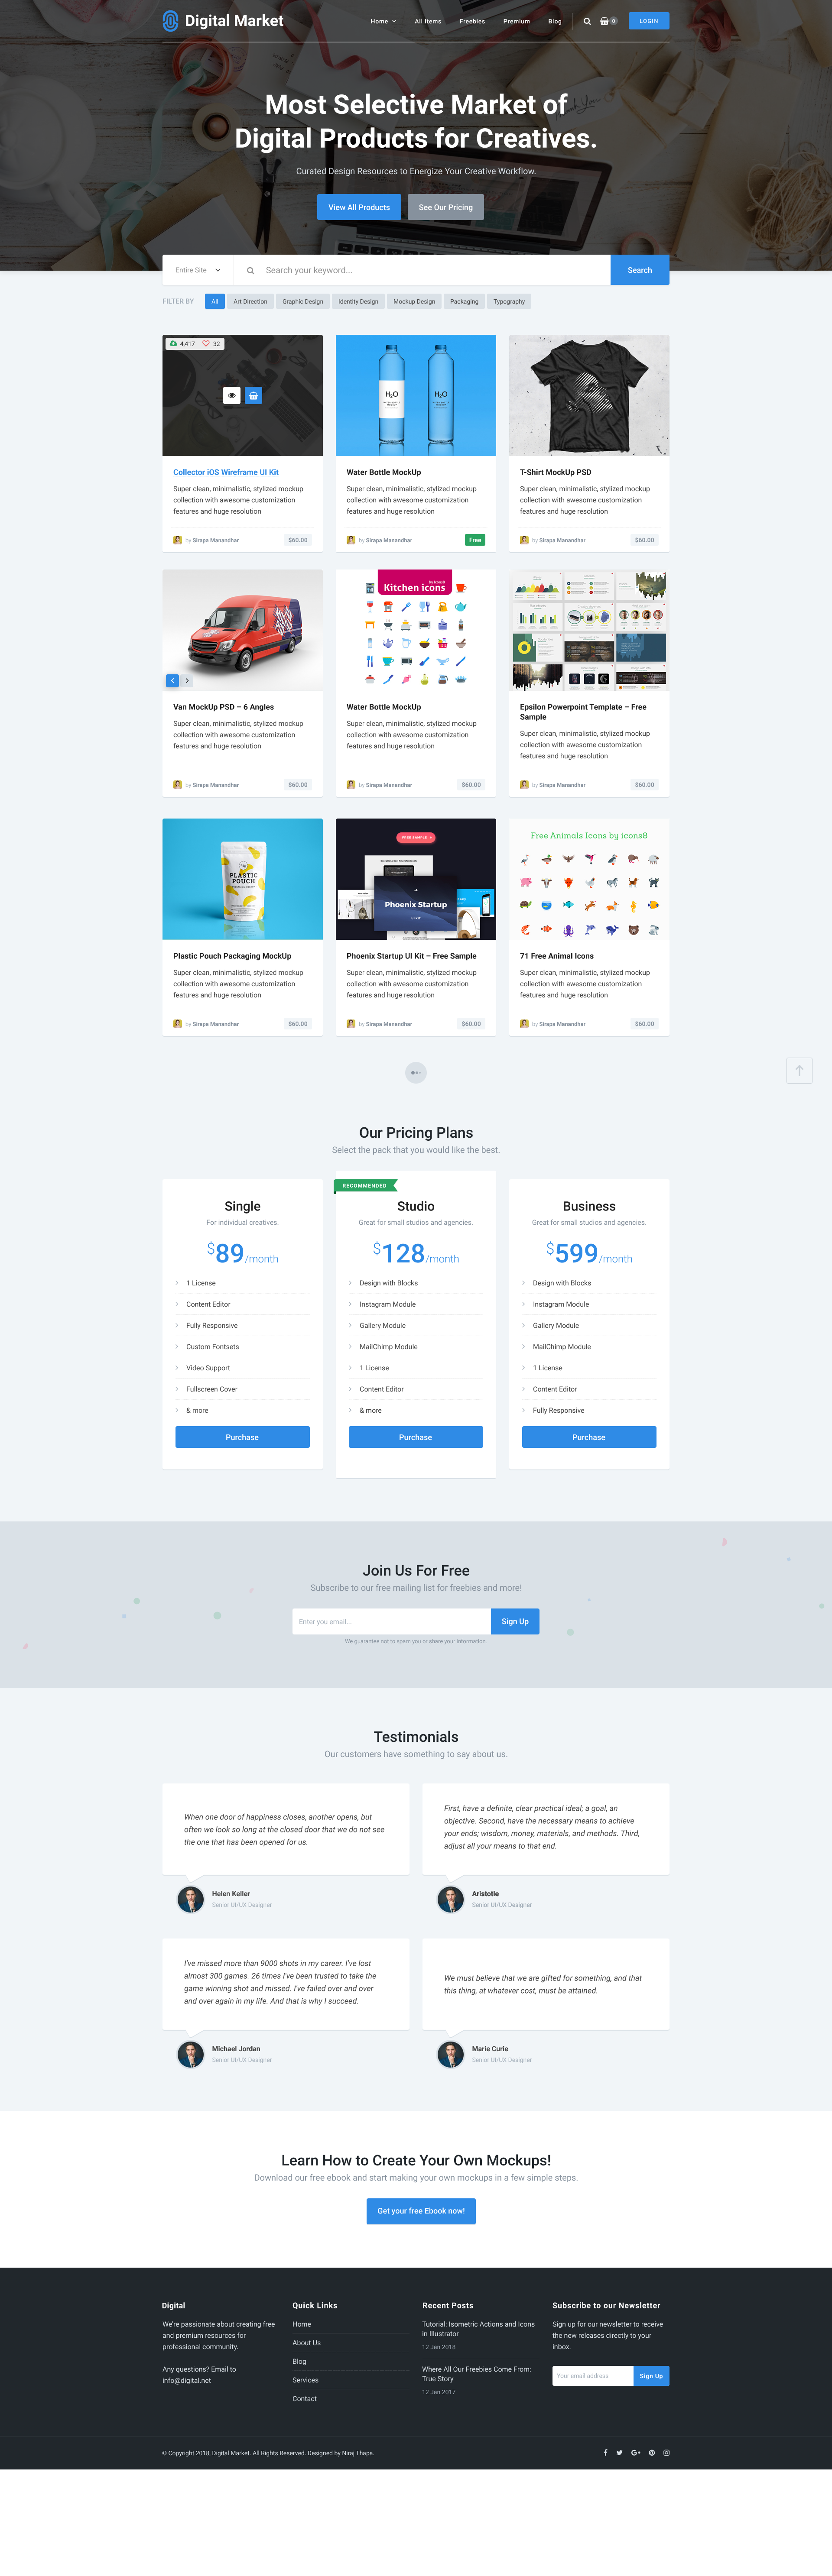 Digital Market
Home
All Items
Freebies
Premium
Blog
0
LOGIN
Most Selective Market of
Digital Products for Creatives.
Curated Design Resources to Energize Your Creative Workflow.
View All Products
See Our Pricing
Entire Site
Search your keyword...
Search
FILTER BY
All
Art Direction
Graphic Design
Identity Design
Mockup Design
Packaging
Typography
4,417
32
Collector iOS Wireframe UI Kit
Super clean, minimalistic, stylized mockup
collection with awesome customization
features and huge resolution
by Sirapa Manandhar
$60.00
H2O
H2O
Water Bottle MockUp
Super clean, minimalistic, stylized mockup
collection with awesome customization
features and huge resolution
by Sirapa Manandhar
Free
T-Shirt MockUp PSD
Super clean, minimalistic, stylized mockup
collection with awesome customization
features and huge resolution
by Sirapa Manandhar
$60.00
Van MockUp PSD – 6 Angles
Super clean, minimalistic, stylized mockup
collection with awesome customization
features and huge resolution
by Sirapa Manandhar
$60.00
Kitchen icons
Water Bottle MockUp
Super clean, minimalistic, stylized mockup
collection with awesome customization
features and huge resolution
by Sirapa Manandhar
$60.00
Epsilon Powerpoint Template – Free
Sample
Super clean, minimalistic, stylized mockup
collection with awesome customization
features and huge resolution
by Sirapa Manandhar
$60.00
PLASTIC
POUCH
Plastic Pouch Packaging MockUp
Super clean, minimalistic, stylized mockup
collection with awesome customization
features and huge resolution
by Sirapa Manandhar
$60.00
FREE SAMPLE
Phoenix Startup
UI KIT
Phoenix Startup UI Kit – Free Sample
Super clean, minimalistic, stylized mockup
collection with awesome customization
features and huge resolution
by Sirapa Manandhar
$60.00
Free Animals Icons by icons8
71 Free Animal Icons
Super clean, minimalistic, stylized mockup
collection with awesome customization
features and huge resolution
by Sirapa Manandhar
$60.00
Our Pricing Plans
Select the pack that you would like the best.
Single
For individual creatives.
$89/month
1 License
Content Editor
Fully Responsive
Custom Fontsets
Video Support
Fullscreen Cover
& more
Purchase
RECOMMENDED
Studio
Great for small studios and agencies.
$128/month
Design with Blocks
Instagram Module
Gallery Module
MailChimp Module
1 License
Content Editor
& more
Purchase
Business
Great for small studios and agencies.
$599/month
Design with Blocks
Instagram Module
Gallery Module
MailChimp Module
1 License
Content Editor
Fully Responsive
Purchase
Join Us For Free
Subscribe to our free mailing list for freebies and more!
Enter you email...
Sign Up
We guarantee not to spam you or share your information.
Testimonials
Our customers have something to say about us.
When one door of happiness closes, another opens, but
often we look so long at the closed door that we do not see
the one that has been opened for us.
Helen Keller
Senior UI/UX Designer
First, have a definite, clear practical ideal; a goal, an
objective. Second, have the necessary means to achieve
your ends; wisdom, money, materials, and methods. Third,
adjust all your means to that end.
Aristotle
Senior UI/UX Designer
I've missed more than 9000 shots in my career. I've lost
almost 300 games. 26 times I've been trusted to take the
game winning shot and missed. I've failed over and over
and over again in my life. And that is why I succeed.
Michael Jordan
Senior UI/UX Designer
We must believe that we are gifted for something, and that
this thing, at whatever cost, must be attained.
Marie Curie
Senior UI/UX Designer
Learn How to Create Your Own Mockups!
Download our free ebook and start making your own mockups in a few simple steps.
Get your free Ebook now!
Digital
We're passionate about creating free
and premium resources for
professional community.
Any questions? Email to
info@digital.net
Quick Links
Home
About Us
Blog
Services
Contact
Recent Posts
Tutorial: Isometric Actions and Icons
in Illustrator
12 Jan 2018
Where All Our Freebies Come From:
True Story
12 Jan 2017
Subscribe to our Newsletter
Sign up for our newsletter to receive
the new releases directly to your
inbox.
Your email address
Sign Up
© Copyright 2018, Digital Market. All Rights Reserved. Designed by Niraj Thapa.